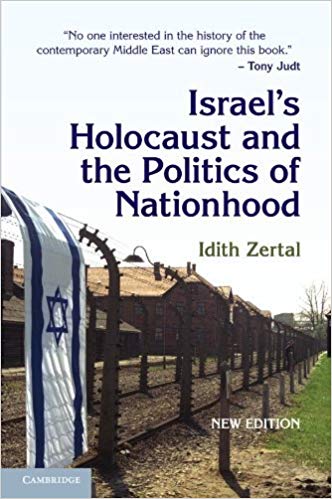 “No one interested in the history of the
contemporary Middle East can ignore this book.”
– Tony Judt
Israel’s
Holocaust and
the Politics of
Nationhood
Idith Zertal
NEW EDITION
CAMBRIDGE